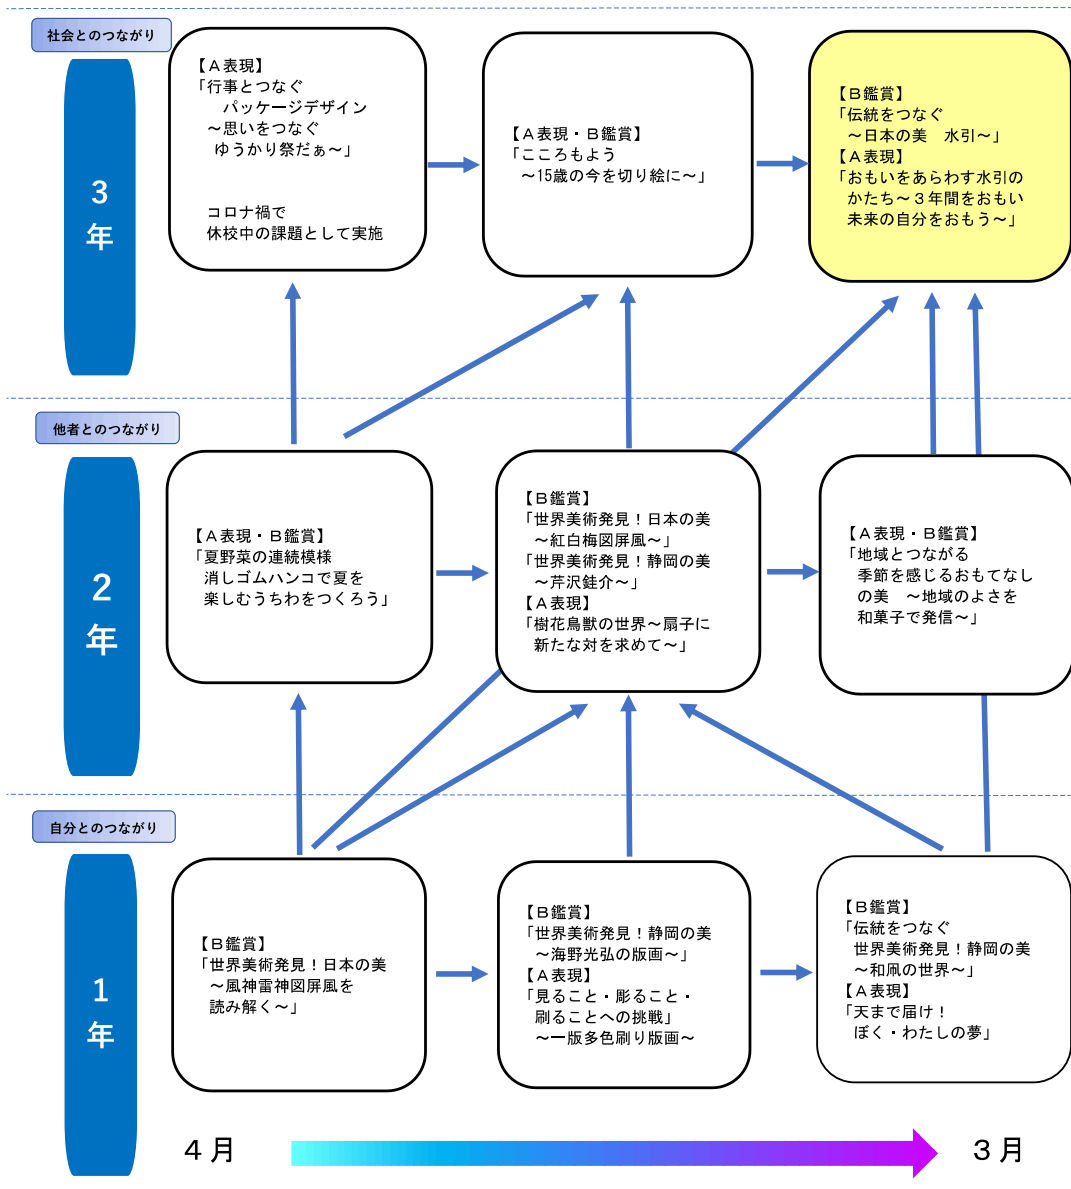 社会とのつながり
3
年
【A表現】
「行事とつなぐ
パッケージデザイン
～思いをつなぐ
ゆうかり祭だぁ～」
コロナ禍で
休校中の課題として実施
【A表現・B鑑賞】
「こころもよう
～15歳の今を切り絵に～」
【B鑑賞】
「伝統をつなぐ
～日本の美　水引～」
【A表現】
「おもいをあらわす水引の
かたち～３年間をおもい
未来の自分をおもう～」
他者とのつながり
2
年
【A表現・B鑑賞】
「夏野菜の連続模様
消しゴムハンコで夏を
楽しむうちわをつくろう」
【B鑑賞】
「世界美術発見！日本の美
～紅白梅図屏風～」
「世界美術発見！静岡の美
～芹沢銈介～」
【A表現】
「樹花鳥獣の世界～扇子に
新たな対を求めて～」
【A表現・B鑑賞】
「地域とつながる
季節を感じるおもてなし
の美　～地域のよさを
和菓子で発信～」
自分とのつながり
1
年
【B鑑賞】
「世界美術発見！日本の美
～風神雷神図屏風を
読み解く～」
【B鑑賞】
「世界美術発見！静岡の美
～海野光弘の版画～」
【A表現】
「見ること・彫ること・
刷ることへの挑戦」
～一版多色刷り版画～
【B鑑賞】
「伝統をつなぐ
世界美術発見！静岡の美
～和凧の世界～」
【A表現】
「天まで届け！
ぼく・わたしの夢」
４月
３月